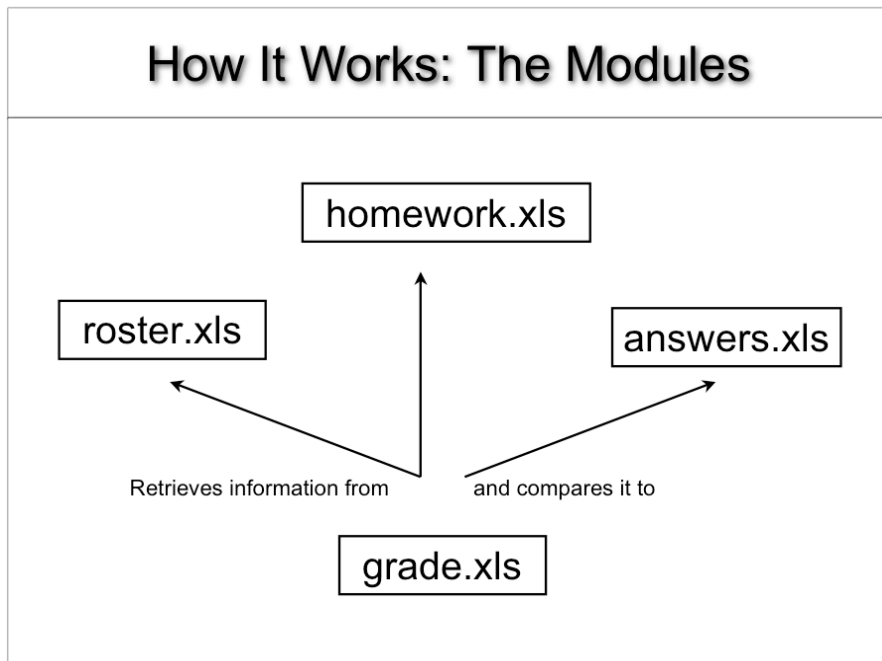 How It Works: The Modules
homework.xls
roster.xls
answers.xls
Retrieves information from
and compares it to
grade.xls